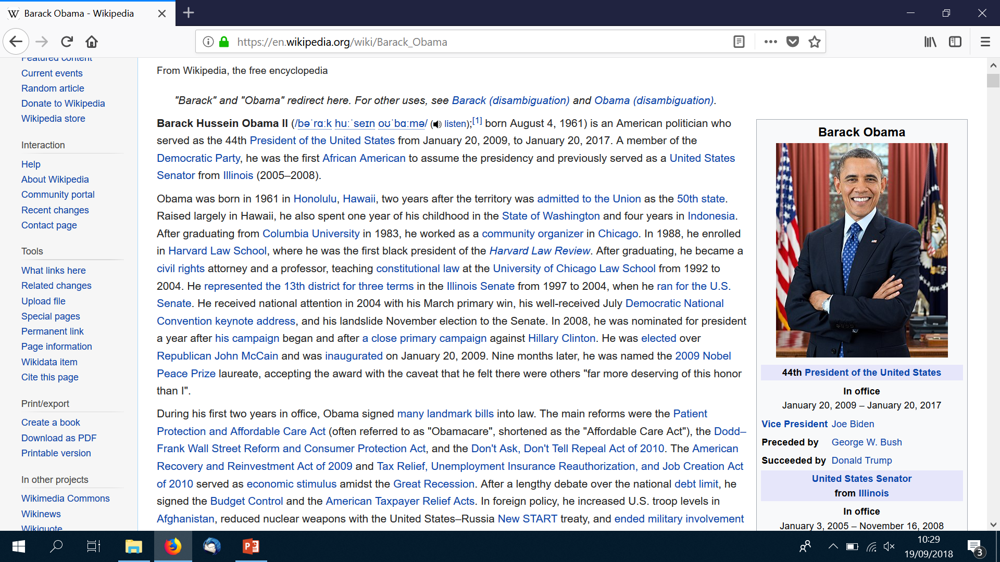 Barack Obama - Wikipedia
https://en.wikipedia.org/wiki/Barack_Obama
Featured content
Current events
Random article
Donate to Wikipedia
Wikipedia store
Interaction
Help
About Wikipedia
Community portal
Recent changes
Contact page
Tools
What links here
Related changes
Upload file
Special pages
Permanent link
Page information
Wikidata item
Cite this page
Print/export
Create a book
Download as PDF
Printable version
In other projects
Wikimedia Commons
Wikinews
Wikiquote
From Wikipedia, the free encyclopedia
"Barack" and "Obama" redirect here. For other uses, see Barack (disambiguation) and Obama (disambiguation).
Barack Hussein Obama II (/bəˈrɑːk huːˈseɪn oʊˈbɑːmə/ (listen);[1] born August 4, 1961) is an American politician who
served as the 44th President of the United States from January 20, 2009, to January 20, 2017. A member of the
Democratic Party, he was the first African American to assume the presidency and previously served as a United States
Senator from Illinois (2005–2008).
Obama was born in 1961 in Honolulu, Hawaii, two years after the territory was admitted to the Union as the 50th state.
Raised largely in Hawaii, he also spent one year of his childhood in the State of Washington and four years in Indonesia.
After graduating from Columbia University in 1983, he worked as a community organizer in Chicago. In 1988, he enrolled
in Harvard Law School, where he was the first black president of the Harvard Law Review. After graduating, he became a
civil rights attorney and a professor, teaching constitutional law at the University of Chicago Law School from 1992 to
2004. He represented the 13th district for three terms in the Illinois Senate from 1997 to 2004, when he ran for the U.S.
Senate. He received national attention in 2004 with his March primary win, his well-received July Democratic National
Convention keynote address, and his landslide November election to the Senate. In 2008, he was nominated for president
a year after his campaign began and after a close primary campaign against Hillary Clinton. He was elected over
Republican John McCain and was inaugurated on January 20, 2009. Nine months later, he was named the 2009 Nobel
Peace Prize laureate, accepting the award with the caveat that he felt there were others "far more deserving of this honor
than I".
During his first two years in office, Obama signed many landmark bills into law. The main reforms were the Patient
Protection and Affordable Care Act (often referred to as "Obamacare", shortened as the "Affordable Care Act"), the Dodd–
Frank Wall Street Reform and Consumer Protection Act, and the Don't Ask, Don't Tell Repeal Act of 2010. The American
Recovery and Reinvestment Act of 2009 and Tax Relief, Unemployment Insurance Reauthorization, and Job Creation Act
of 2010 served as economic stimulus amidst the Great Recession. After a lengthy debate over the national debt limit, he
signed the Budget Control and the American Taxpayer Relief Acts. In foreign policy, he increased U.S. troop levels in
Afghanistan, reduced nuclear weapons with the United States–Russia New START treaty, and ended military involvement
Barack Obama
44th President of the United States
In office
January 20, 2009 – January 20, 2017
Vice President Joe Biden
Preceded by George W. Bush
Succeeded by Donald Trump
United States Senator
from Illinois
In office
January 3, 2005 – November 16, 2008
10:29
19/09/2018
3